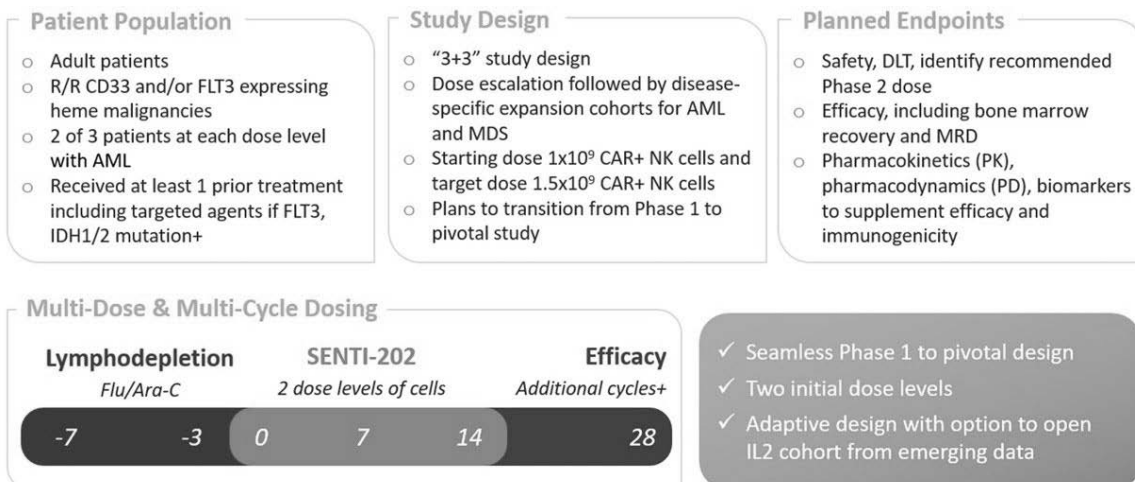 Patient Population
○ Adult patients
○ R/R CD33 and/or FLT3 expressing
heme malignancies
○ 2 of 3 patients at each dose level
with AML
○ Received at least 1 prior treatment
including targeted agents if FLT3,
IDH1/2 mutation+
Study Design
○ “3+3” study design
○ Dose escalation followed by disease-
specific expansion cohorts for AML
and MDS
○ Starting dose 1x10⁹ CAR+ NK cells and
target dose 1.5x10⁹ CAR+ NK cells
○ Plans to transition from Phase 1 to
pivotal study
Planned Endpoints
○ Safety, DLT, identify recommended
Phase 2 dose
○ Efficacy, including bone marrow
recovery and MRD
○ Pharmacokinetics (PK),
pharmacodynamics (PD), biomarkers
to supplement efficacy and
immunogenicity
Multi-Dose & Multi-Cycle Dosing
Lymphodepletion SENTI-202 Efficacy
Flu/Ara-C 2 dose levels of cells Additional cycles+
-7 -3 0 7 14 28
✓ Seamless Phase 1 to pivotal design
✓ Two initial dose levels
✓ Adaptive design with option to open
IL2 cohort from emerging data